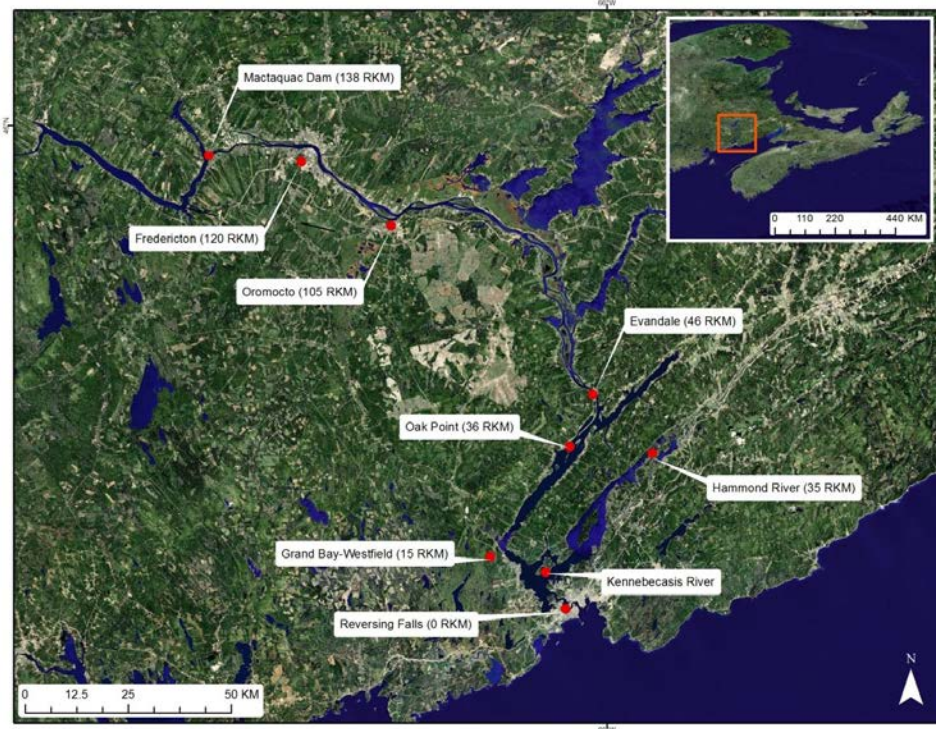 66°W
46°N
Mactaquac Dam (138 RKM)
0 110 220 440 KM
Fredericton (120 RKM)
Oromocto (105 RKM)
Evandale (46 RKM)
Oak Point (36 RKM)
Hammond River (35 RKM)
Grand Bay-Westfield (15 RKM)
Kennebecasis River
Reversing Falls (0 RKM)
N
0 12.5 25 50 KM